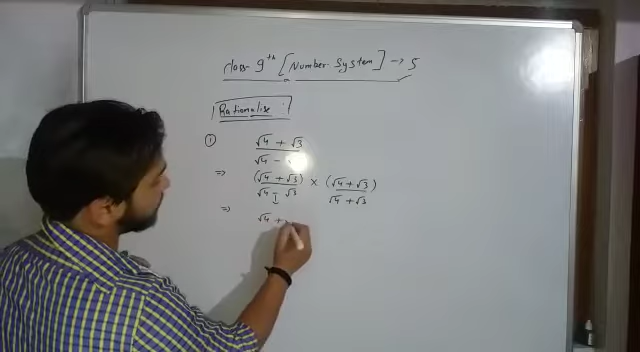 class 9th [Number System] → 5
Rationalise :
① √4 + √3
√4 -
⇒ (√4 + √3) × (√4 + √3)
√4 - √3 √4 + √3
⇒ √4 +